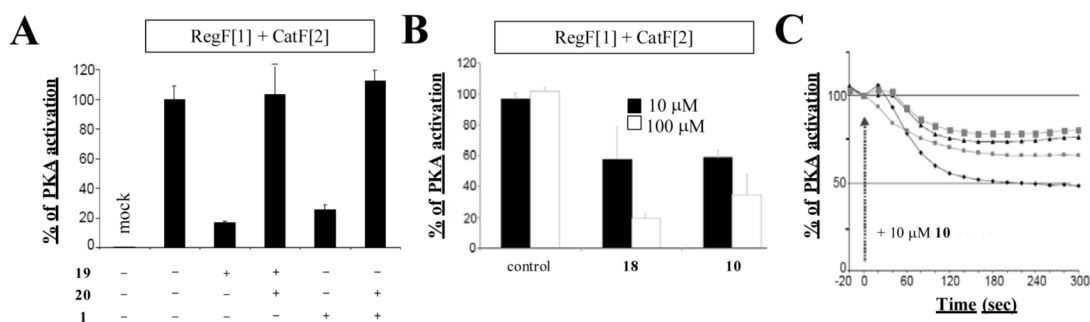 A
RegF[1] + CatF[2]
% of PKA activation
120
100
80
60
40
20
0
mock
19 – – + + – –
20 – – – + – +
1 – – – – + +
B
RegF[1] + CatF[2]
% of PKA activation
120
100
80
60
40
20
0
10 µM
100 µM
control 18 10
C
% of PKA activation
100
50
0
+ 10 µM 10
-20 0 60 120 180 240 300
Time (sec)